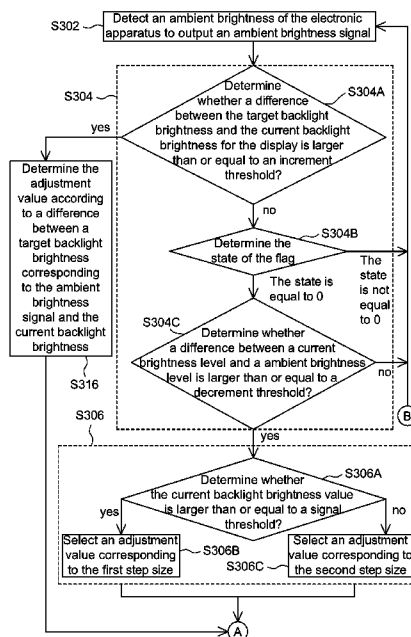 S302
Detect an ambient brightness of the electronic
apparatus to output an ambient brightness signal
S304
S304A
Determine
whether a difference
between the target backlight
brightness and the current backlight
brightness for the display is larger
than or equal to an increment
threshold?
yes
no
Determine the
adjustment
value according
to a difference
between a
target backlight
brightness
corresponding
to the ambient
brightness
signal and the
current backlight
brightness
S316
S304B
Determine the
state of the flag
The state is
equal to 0
The
state is
not
equal
to 0
S304C
Determine whether
a difference between a current
brightness level and a ambient brightness
level is larger than or equal to a
decrement threshold?
no
B
yes
S306
S306A
Determine whether
the current backlight brightness value
is larger than or equal to a signal
threshold?
yes
no
Select an adjustment
value corresponding
to the first step size
S306B
Select an adjustment
value corresponding to
the second step size
S306C
A